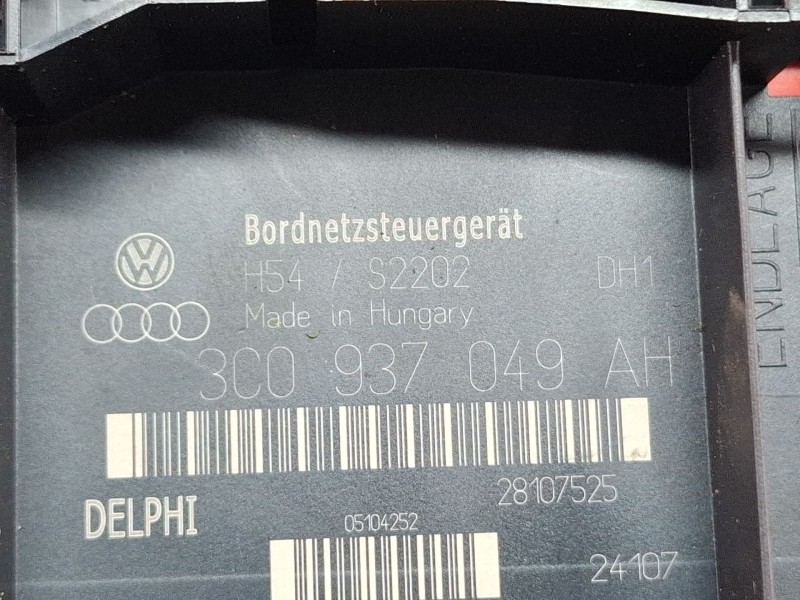 Bordnetzsteuergerät
H54 / S2202 DH1
Made in Hungary
3C0 937 049 AH
28107525
DELPHI
05104252
24107
ENDLAGE